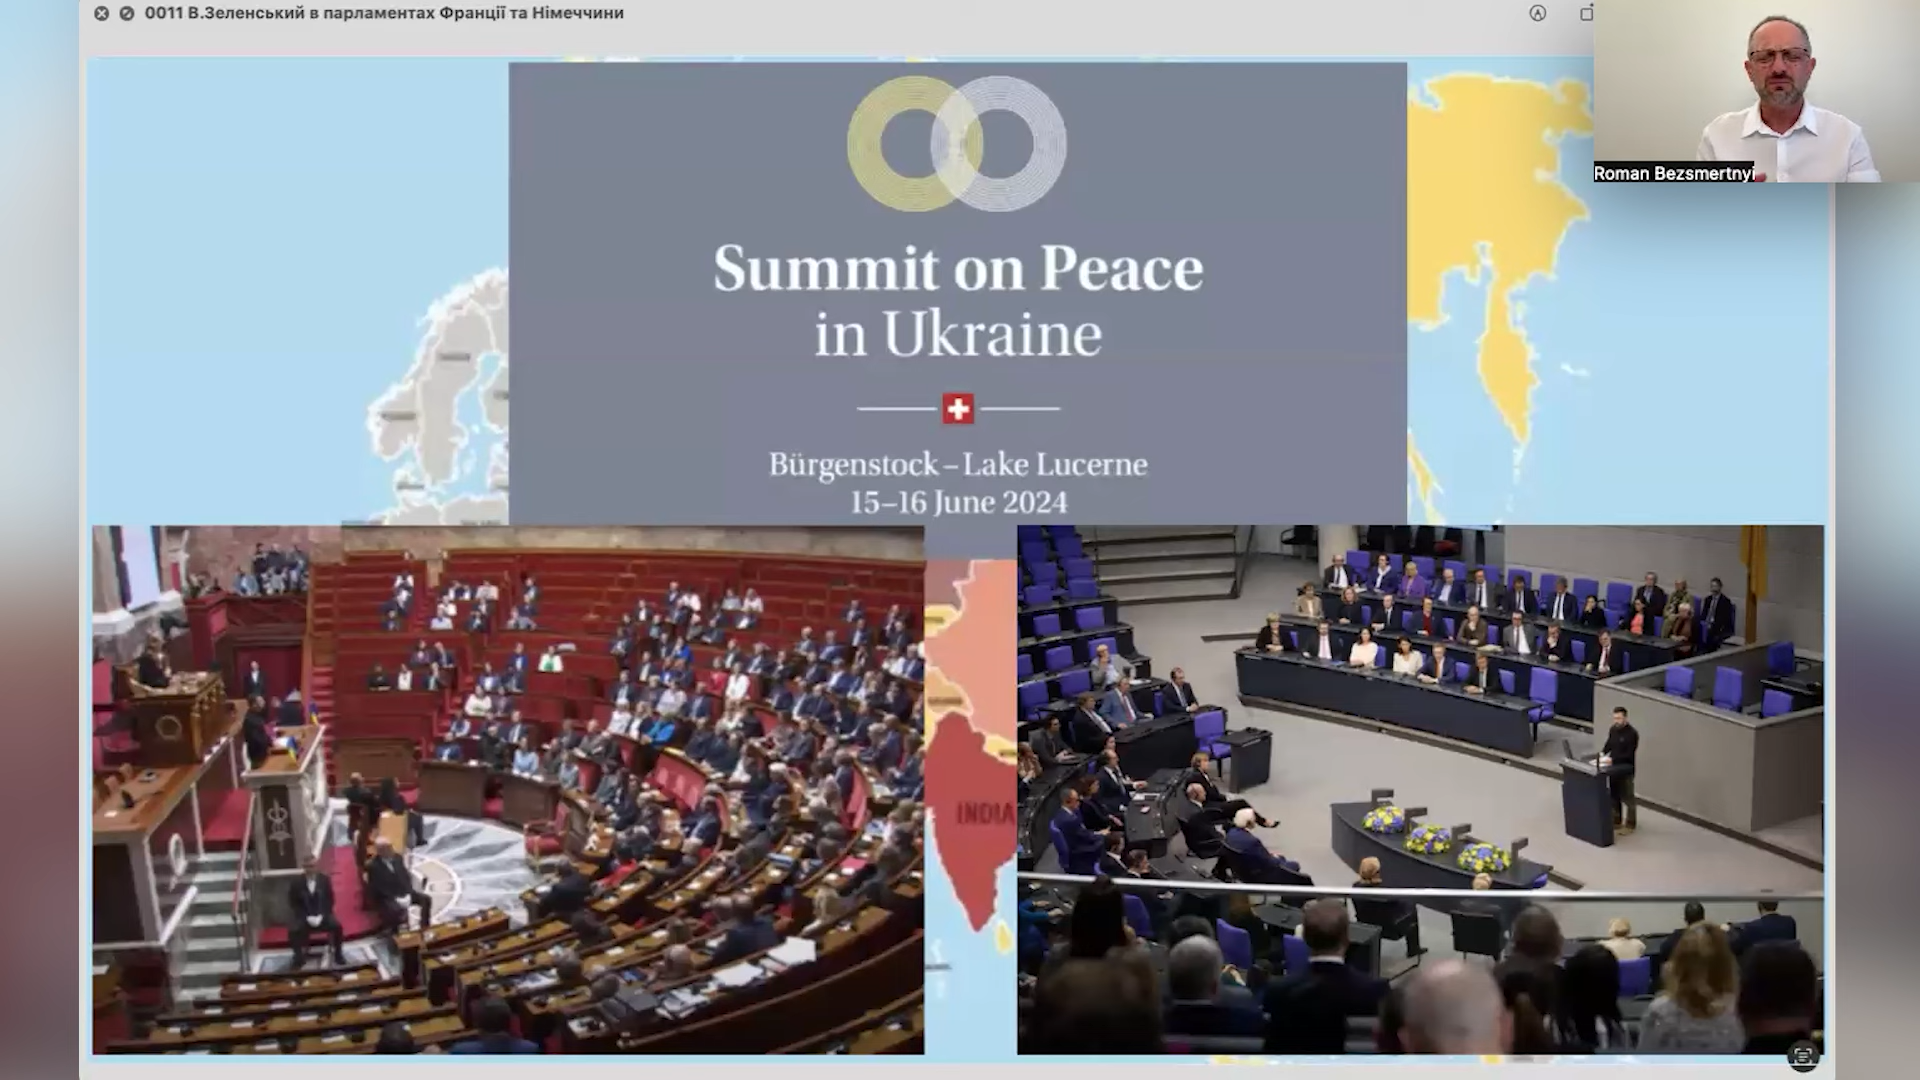 0011 В.Зеленський в парламентах Франції та Німеччини
Roman Bezsmertnyi
Summit on Peace
in Ukraine
Bürgenstock – Lake Lucerne
15–16 June 2024
INDIA